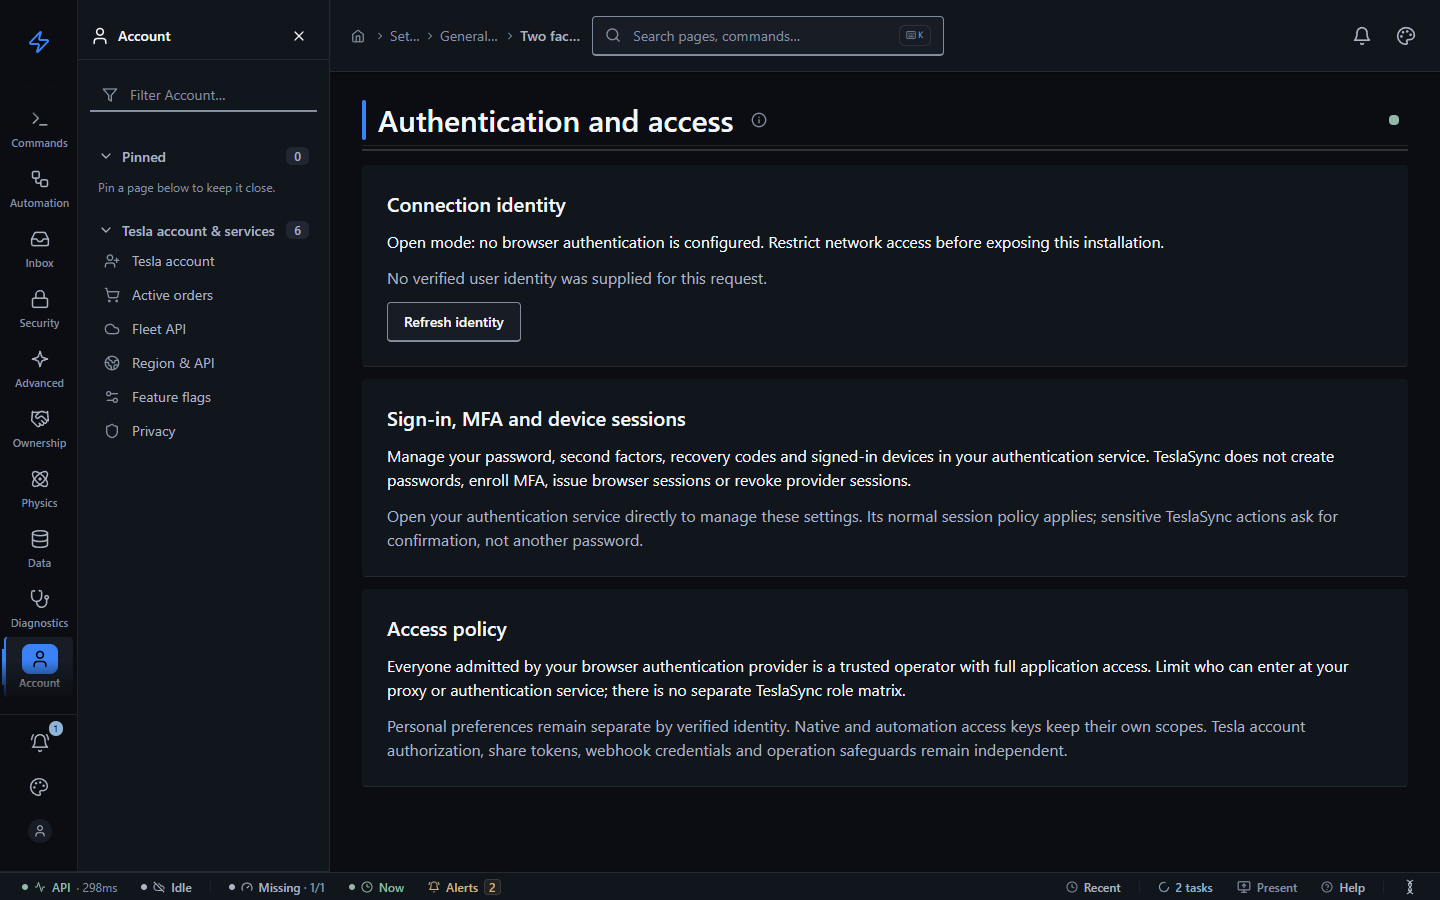 Commands
Automation
Inbox
Security
Advanced
Ownership
Physics
Data
Diagnostics
Account
1
Account
Filter Account...
Pinned
0
Pin a page below to keep it close.
Tesla account & services
6
Tesla account
Active orders
Fleet API
Region & API
Feature flags
Privacy
Set...
General...
Two fac...
Search pages, commands...
K
Authentication and access
Connection identity
Open mode: no browser authentication is configured. Restrict network access before exposing this installation.
No verified user identity was supplied for this request.
Refresh identity
Sign-in, MFA and device sessions
Manage your password, second factors, recovery codes and signed-in devices in your authentication service. TeslaSync does not create
passwords, enroll MFA, issue browser sessions or revoke provider sessions.
Open your authentication service directly to manage these settings. Its normal session policy applies; sensitive TeslaSync actions ask for
confirmation, not another password.
Access policy
Everyone admitted by your browser authentication provider is a trusted operator with full application access. Limit who can enter at your
proxy or authentication service; there is no separate TeslaSync role matrix.
Personal preferences remain separate by verified identity. Native and automation access keys keep their own scopes. Tesla account
authorization, share tokens, webhook credentials and operation safeguards remain independent.
API · 298ms
Idle
Missing · 1/1
Now
Alerts 2
Recent
2 tasks
Present
Help